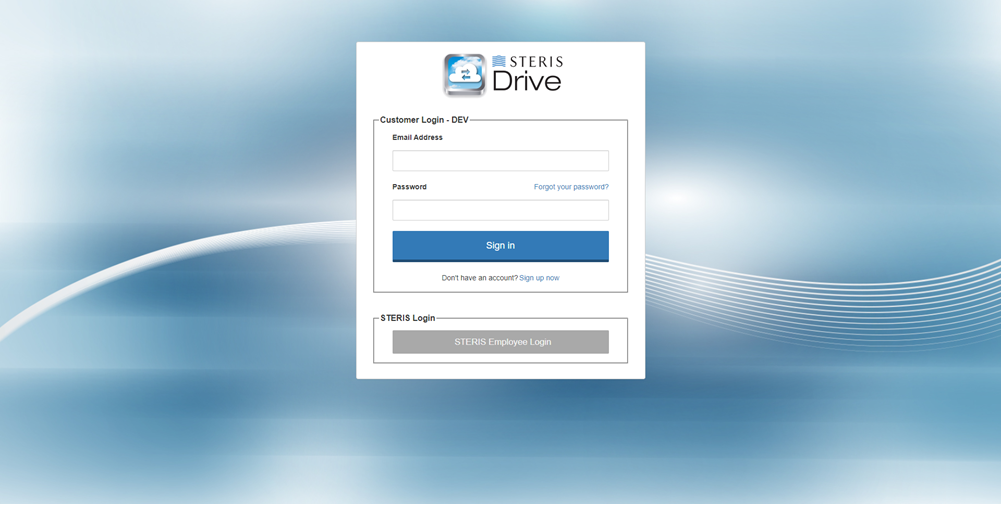 STERIS
Drive
Customer Login - DEV
Email Address
Password Forgot your password?
Sign in
Don't have an account? Sign up now
STERIS Login
STERIS Employee Login